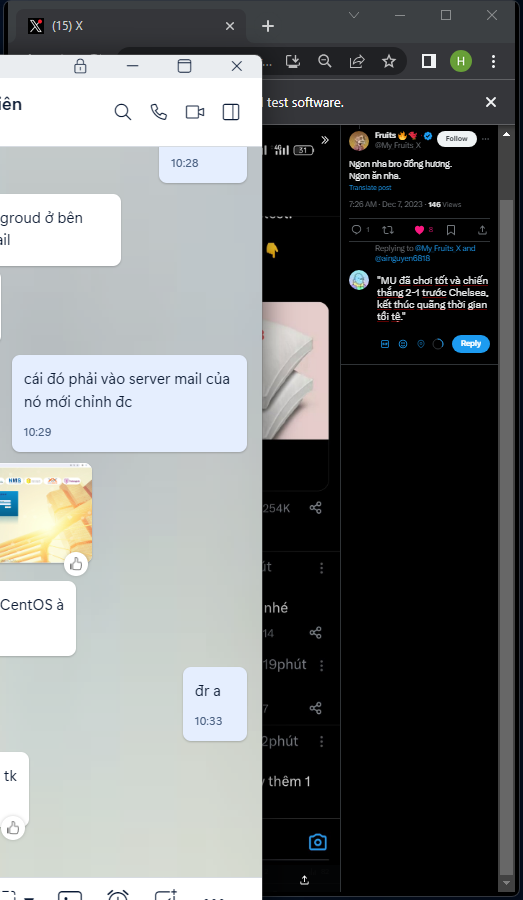 (15) X
H
iên
test software.
10:28
groud ở bên
ail
cái đó phải vào server mail của
nó mới chỉnh đc
10:29
CentOS à
đr a
10:33
tk
31
254K
út
nhé
14
19phút
7
2phút
y thêm 1
Fruits
@My Fruits X
Follow
Ngon nha bro đồng hương.
Ngon ăn nha.
Translate post
7:26 AM · Dec 7, 2023 · 146 Views
1
8
Replying to @My Fruits X and
@ainguyen6818
"MU đã chơi tốt và chiến
thắng 2-1 trước Chelsea,
kết thúc quãng thời gian
tồi tệ."
Reply